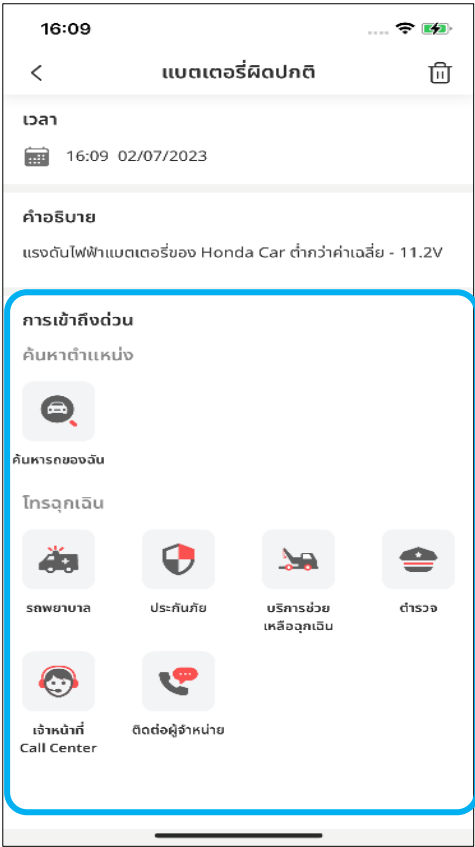 16:09
แบตเตอรี่ผิดปกติ
เวลา
16:09 02/07/2023
คำอธิบาย
แรงดันไฟฟ้าแบตเตอรี่ของ Honda Car ต่ำกว่าค่าเฉลี่ย - 11.2V
การเข้าถึงด่วน
ค้นหาตำแหน่ง
ค้นหารถของฉัน
โทรฉุกเฉิน
รถพยาบาล
ประกันภัย
บริการช่วย
เหลือฉุกเฉิน
ตำรวจ
เจ้าหน้าที่
Call Center
ติดต่อผู้จำหน่าย